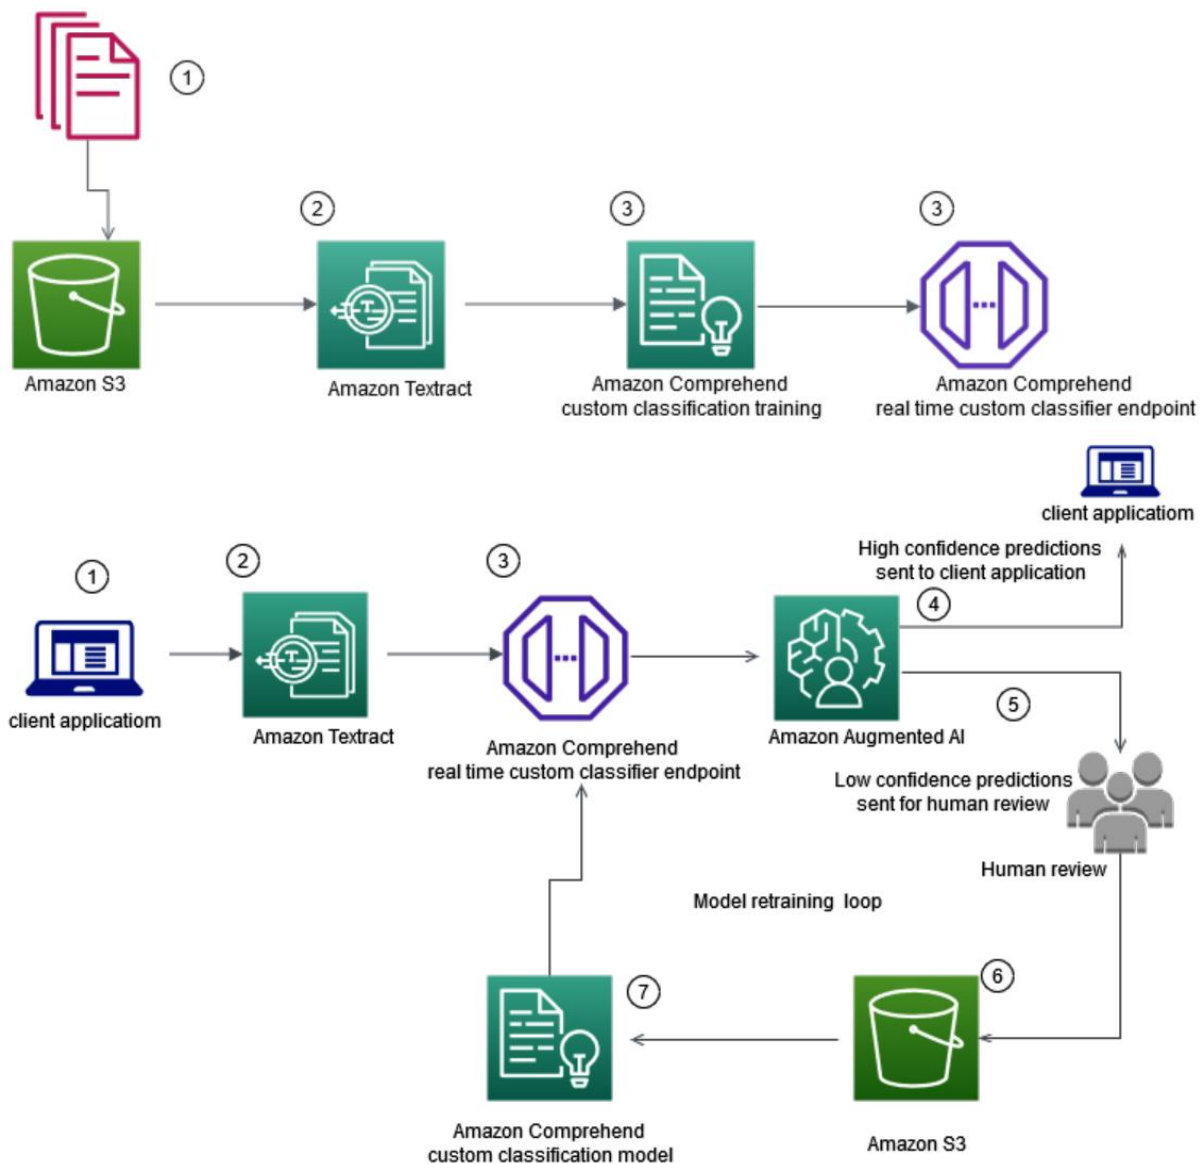 1
2
3
3
Amazon S3
Amazon Textract
Amazon Comprehend
custom classification training
Amazon Comprehend
real time custom classifier endpoint
client applicatiom
High confidence predictions
sent to client application
1
2
3
4
client applicatiom
Amazon Textract
Amazon Comprehend
real time custom classifier endpoint
Amazon Augmented AI
5
Low confidence predictions
sent for human review
Human review
Model retraining loop
7
6
Amazon Comprehend
custom classification model
Amazon S3